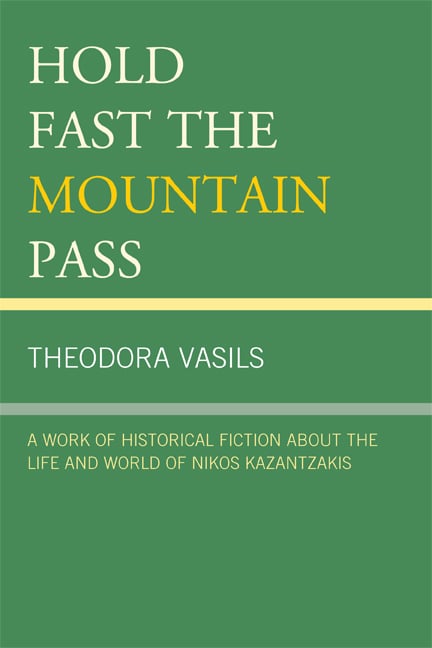 HOLD
FAST THE
MOUNTAIN
PASS
THEODORA VASILS
A WORK OF HISTORICAL FICTION ABOUT THE
LIFE AND WORLD OF NIKOS KAZANTZAKIS